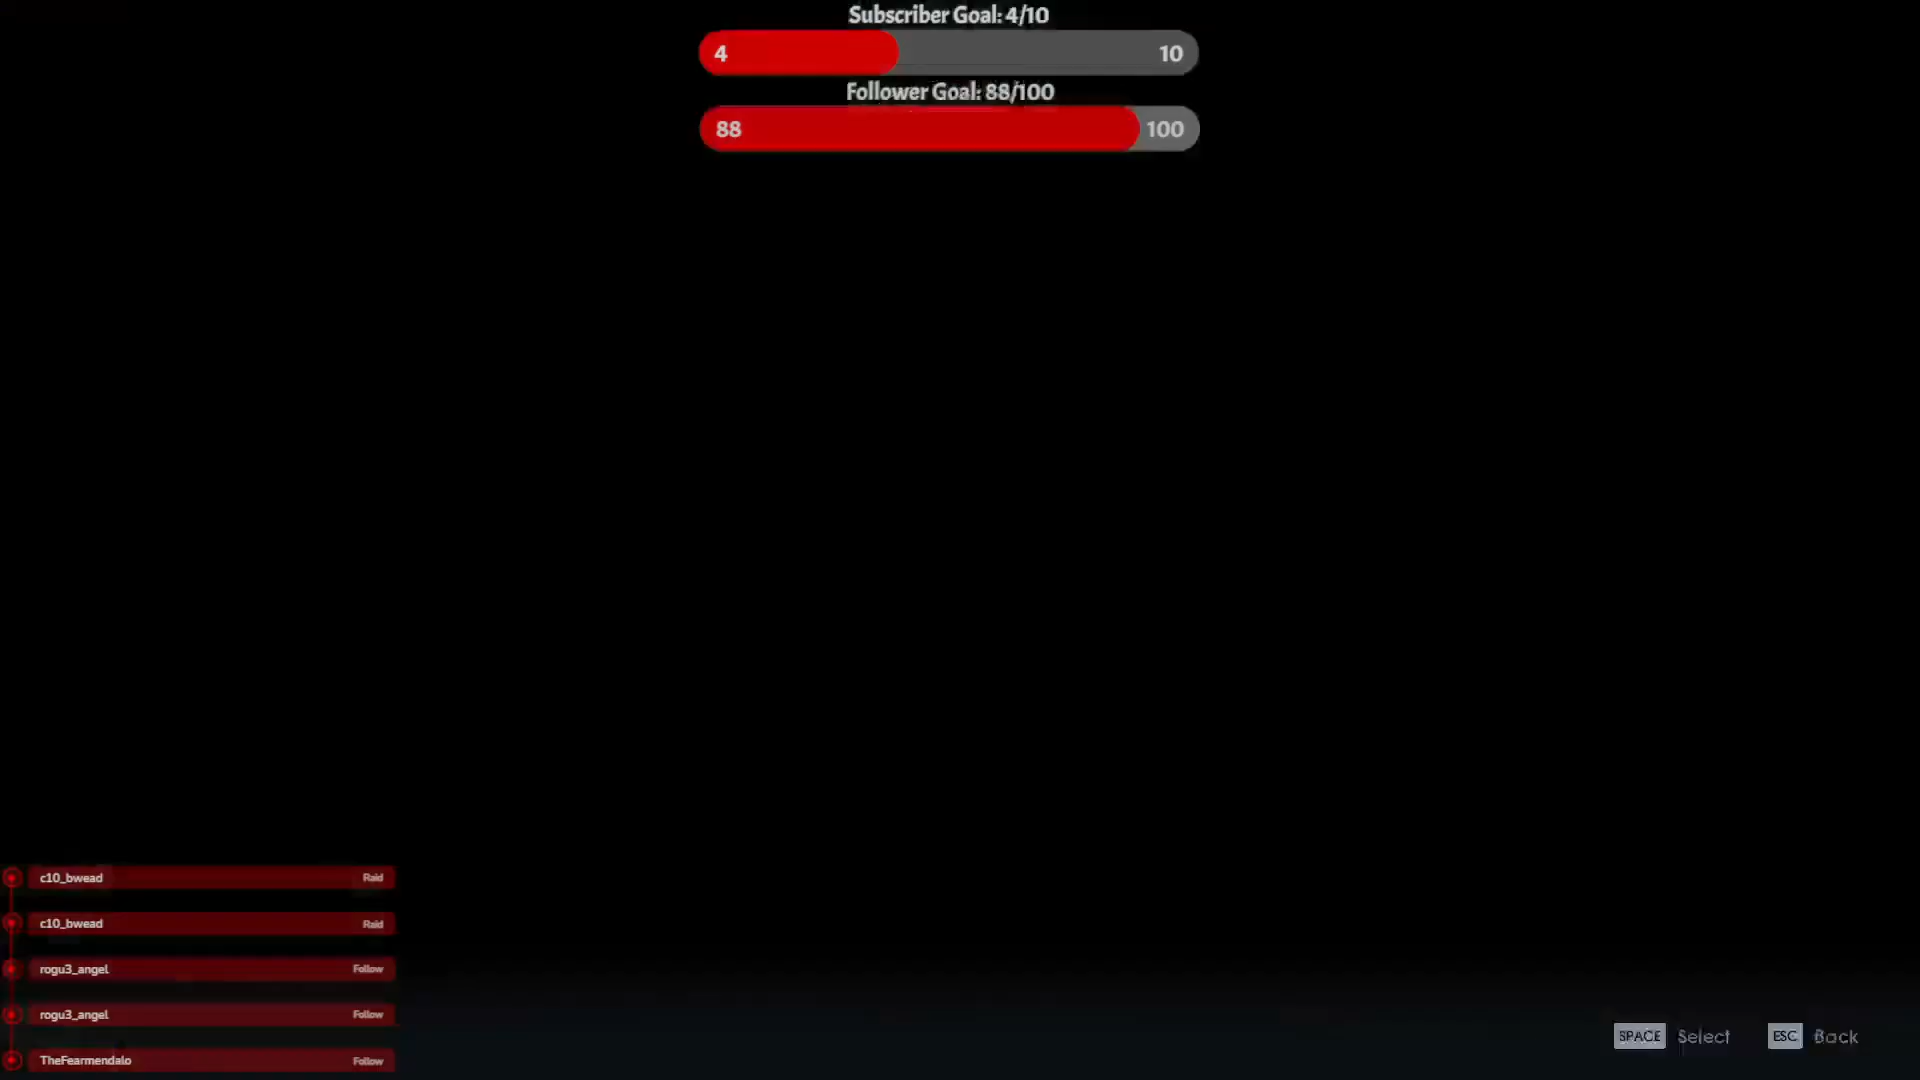 Subscriber Goal: 4/10
4 10
Follower Goal: 88/100
88 100
c10_bwead Raid
c10_bwead Raid
rogu3_angel Follow
rogu3_angel Follow
TheFearmendalo Follow
SPACE Select ESC Back